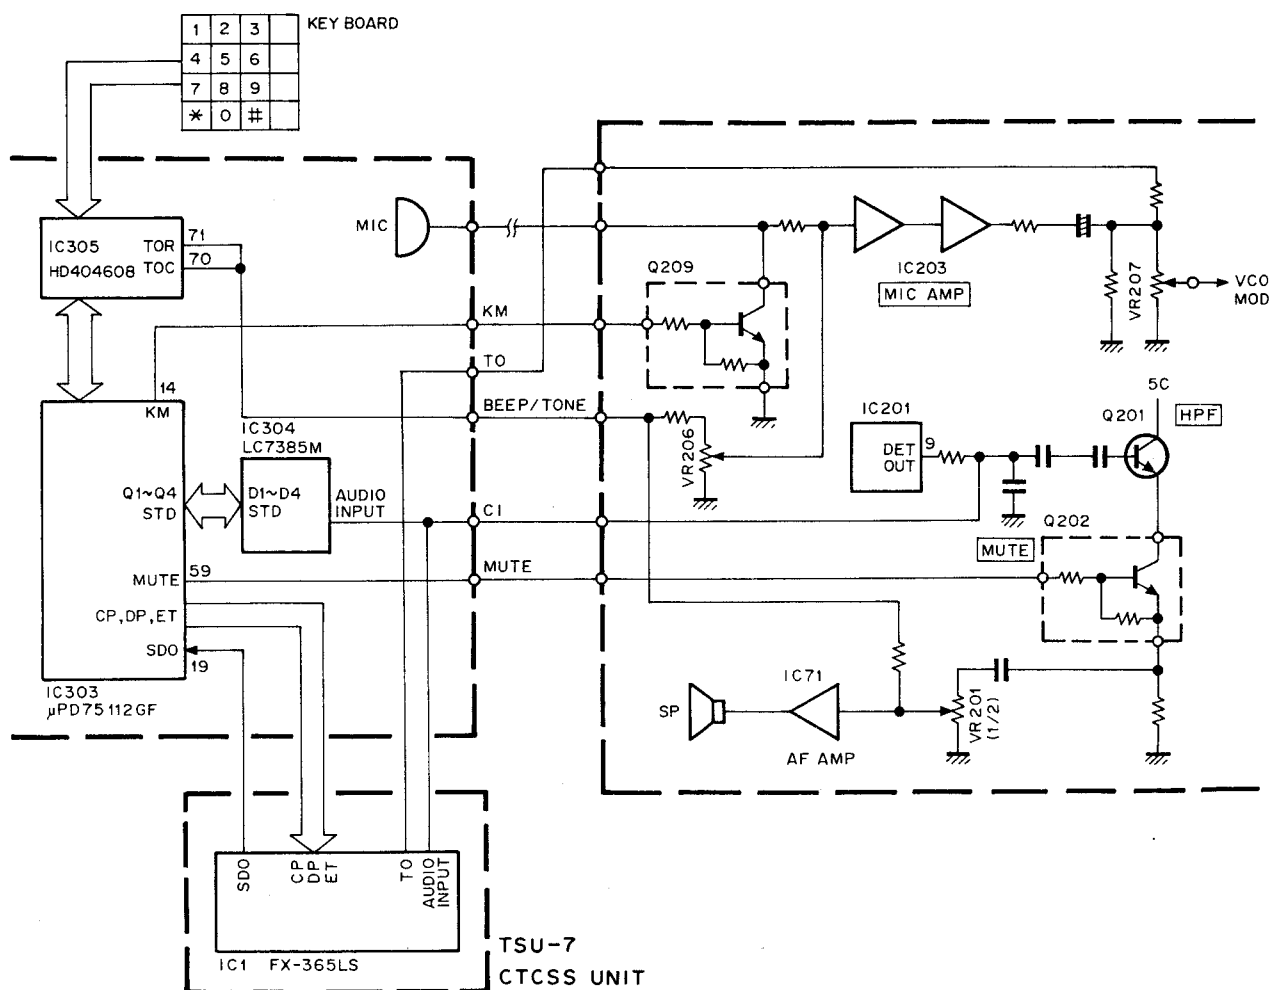 1 2 3
KEY BOARD
4 5 6
7 8 9
* 0 #
IC305
HD404608
TOR
TOC
71
70
MIC
IC203
MIC AMP
VR207
VCO
MOD
Q209
KM
TO
BEEP/TONE
VR206
14
KM
IC304
LC7385M
Q1~Q4
STD
D1~D4
STD
AUDIO
INPUT
CI
MUTE
IC201
DET
OUT
9
5C
Q201
HPF
Q202
MUTE
MUTE
59
CP,DP,ET
SDO
19
IC303
μPD75112GF
SP
IC71
AF AMP
VR201
(1/2)
SDO
CP
DP
ET
TO
AUDIO
INPUT
IC1 FX-365LS
TSU-7
CTCSS UNIT